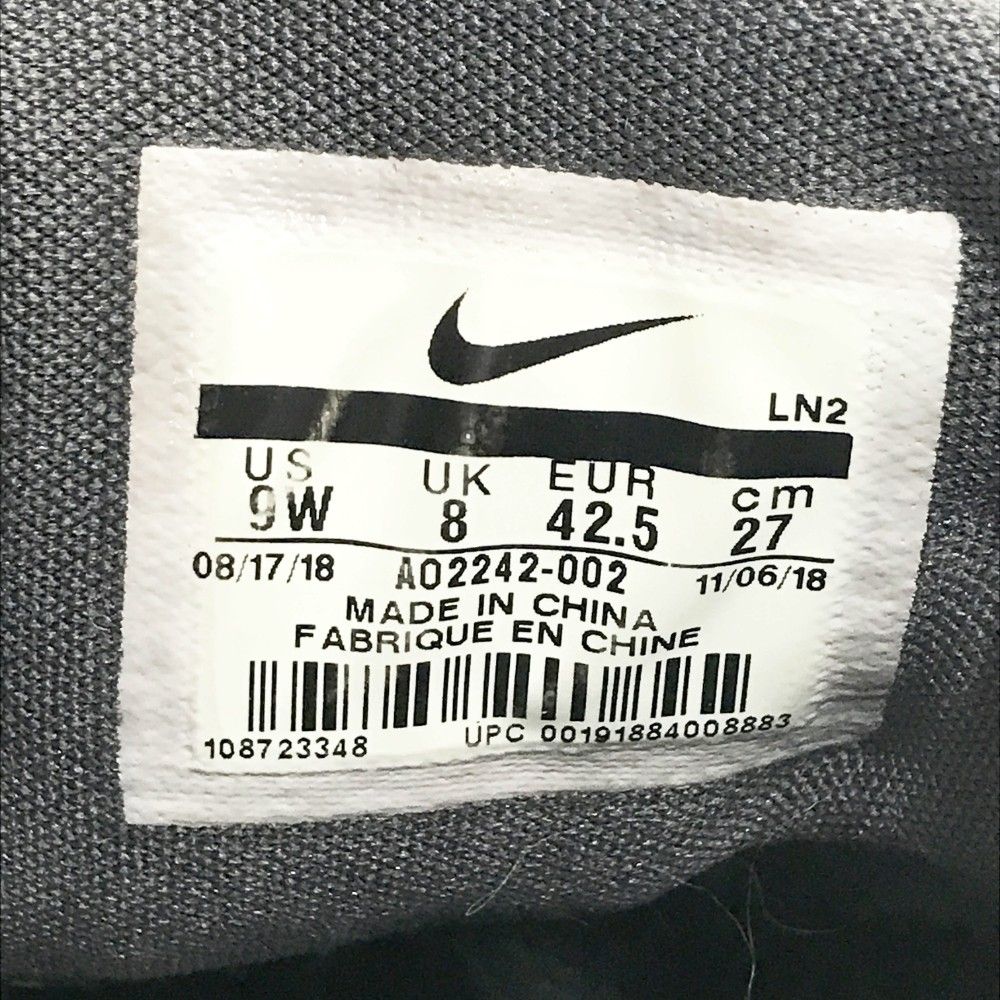 LN2
US UK EUR cm
9W 8 42.5 27
08/17/18 AO2242-002 11/06/18
MADE IN CHINA
FABRIQUE EN CHINE
108723348 UPC 00191884008883